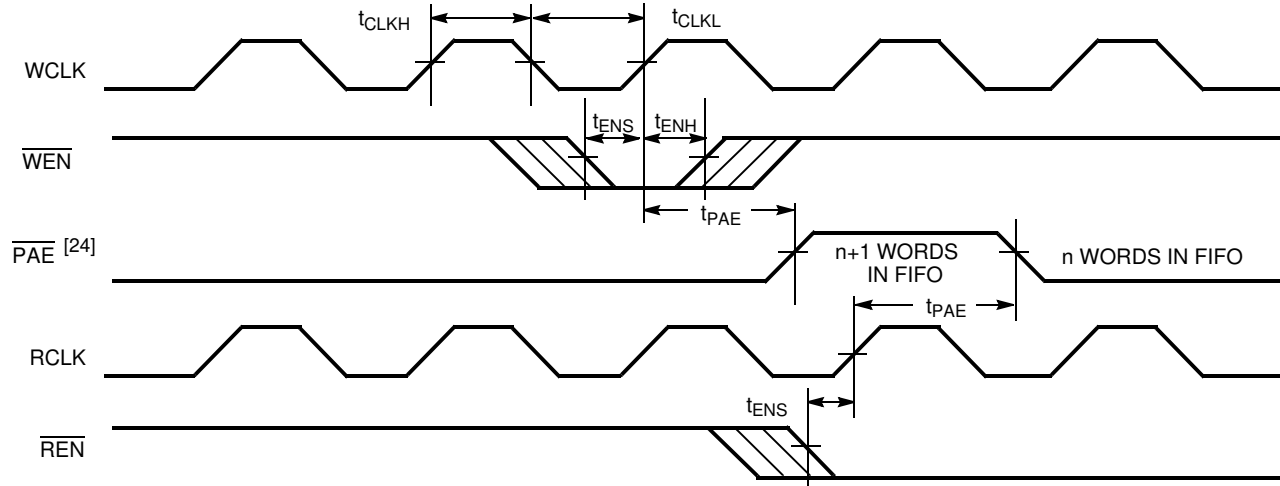 tCLKH
tCLKL
WCLK
tENS
tENH
WEN
tPAE
PAE [24]
n+1 WORDS
IN FIFO
n WORDS IN FIFO
tPAE
RCLK
tENS
REN